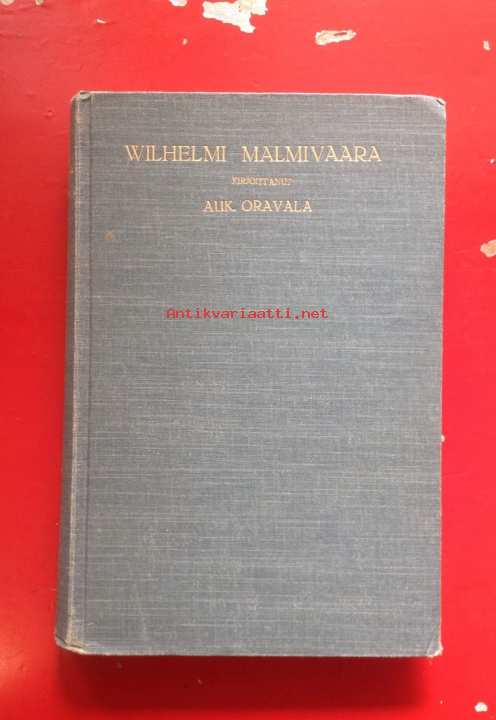 WILHELMI MALMIVAARA
KIRJOITTANUT
AUK. ORAVALA
Antikvariaatti.net